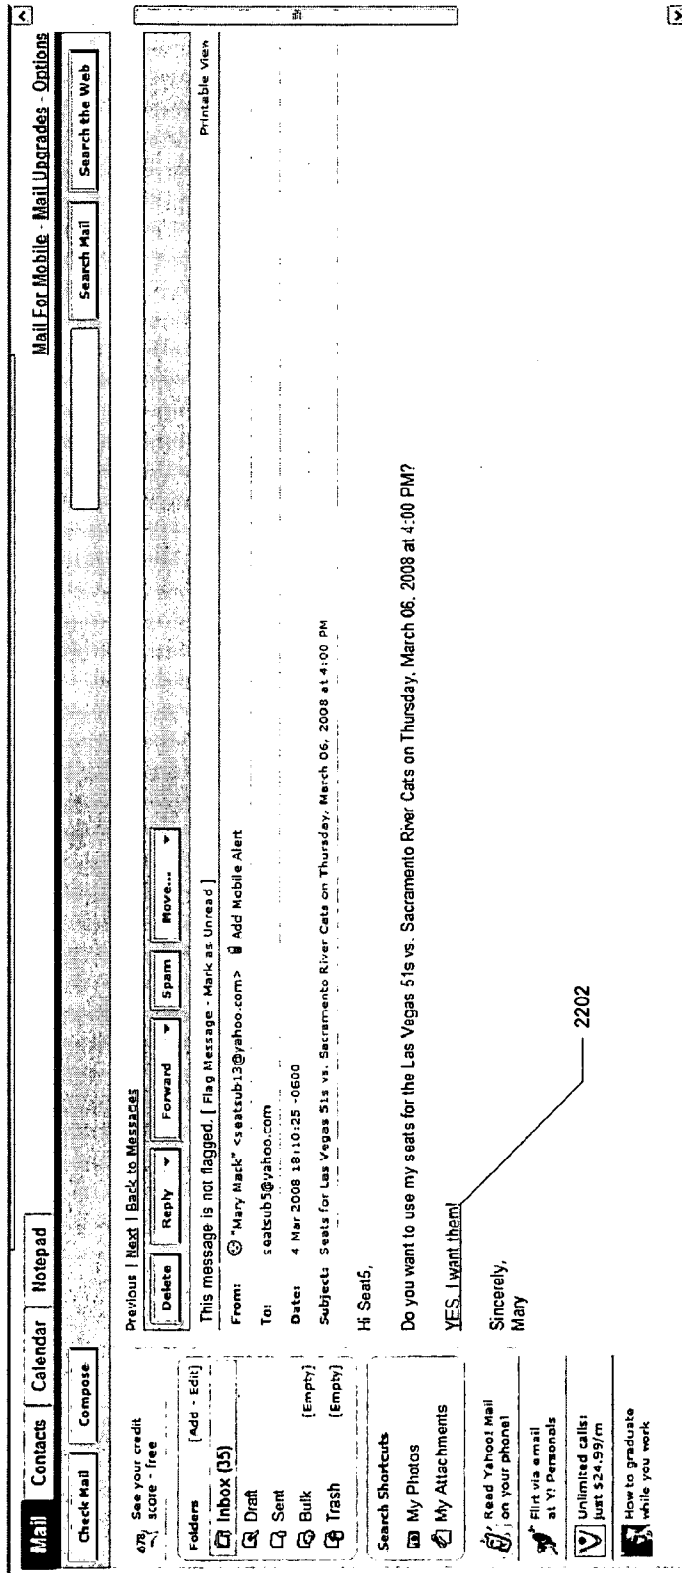 Mail Contacts Calendar Notepad
Mail For Mobile - Mail Upgrades - Options
Check Mail Compose Search Mail Search the Web
See your credit
score - free
Folders [Add - Edit]
Inbox (35)
Draft
Sent
Bulk [Empty]
Trash [Empty]
Search Shortcuts
My Photos
My Attachments
Read Yahoo! Mail
on your phone!
Flirt via email
at Y! Personals
Unlimited calls:
just $24.99/m
How to graduate
while you work
Previous | Next | Back to Messages
Delete Reply Forward Spam Move...
This message is not flagged. [ Flag Message - Mark as Unread ] Printable View
From: "Mary Mack" <seatsub13@yahoo.com> Add Mobile Alert
To: seatsub5@yahoo.com
Date: 4 Mar 2008 18:10:25 -0600
Subject: Seats for Las Vegas 51s vs. Sacramento River Cats on Thursday, March 06, 2008 at 4:00 PM
Hi Seat5,
Do you want to use my seats for the Las Vegas 51s vs. Sacramento River Cats on Thursday, March 06, 2008 at 4:00 PM?
YES, I want them!
2202
Sincerely,
Mary